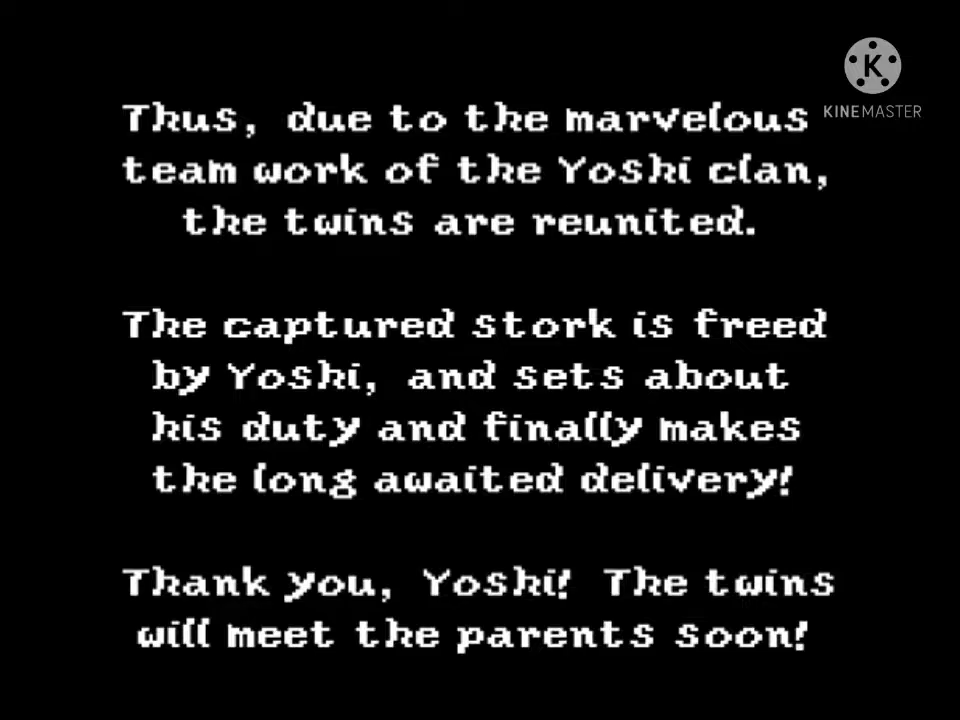 K
KINEMASTER
Thus, due to the marvelous
team work of the Yoshi clan,
the twins are reunited.
The captured stork is freed
by Yoshi, and sets about
his duty and finally makes
the long awaited delivery!
Thank you, Yoshi! The twins
will meet the parents soon!